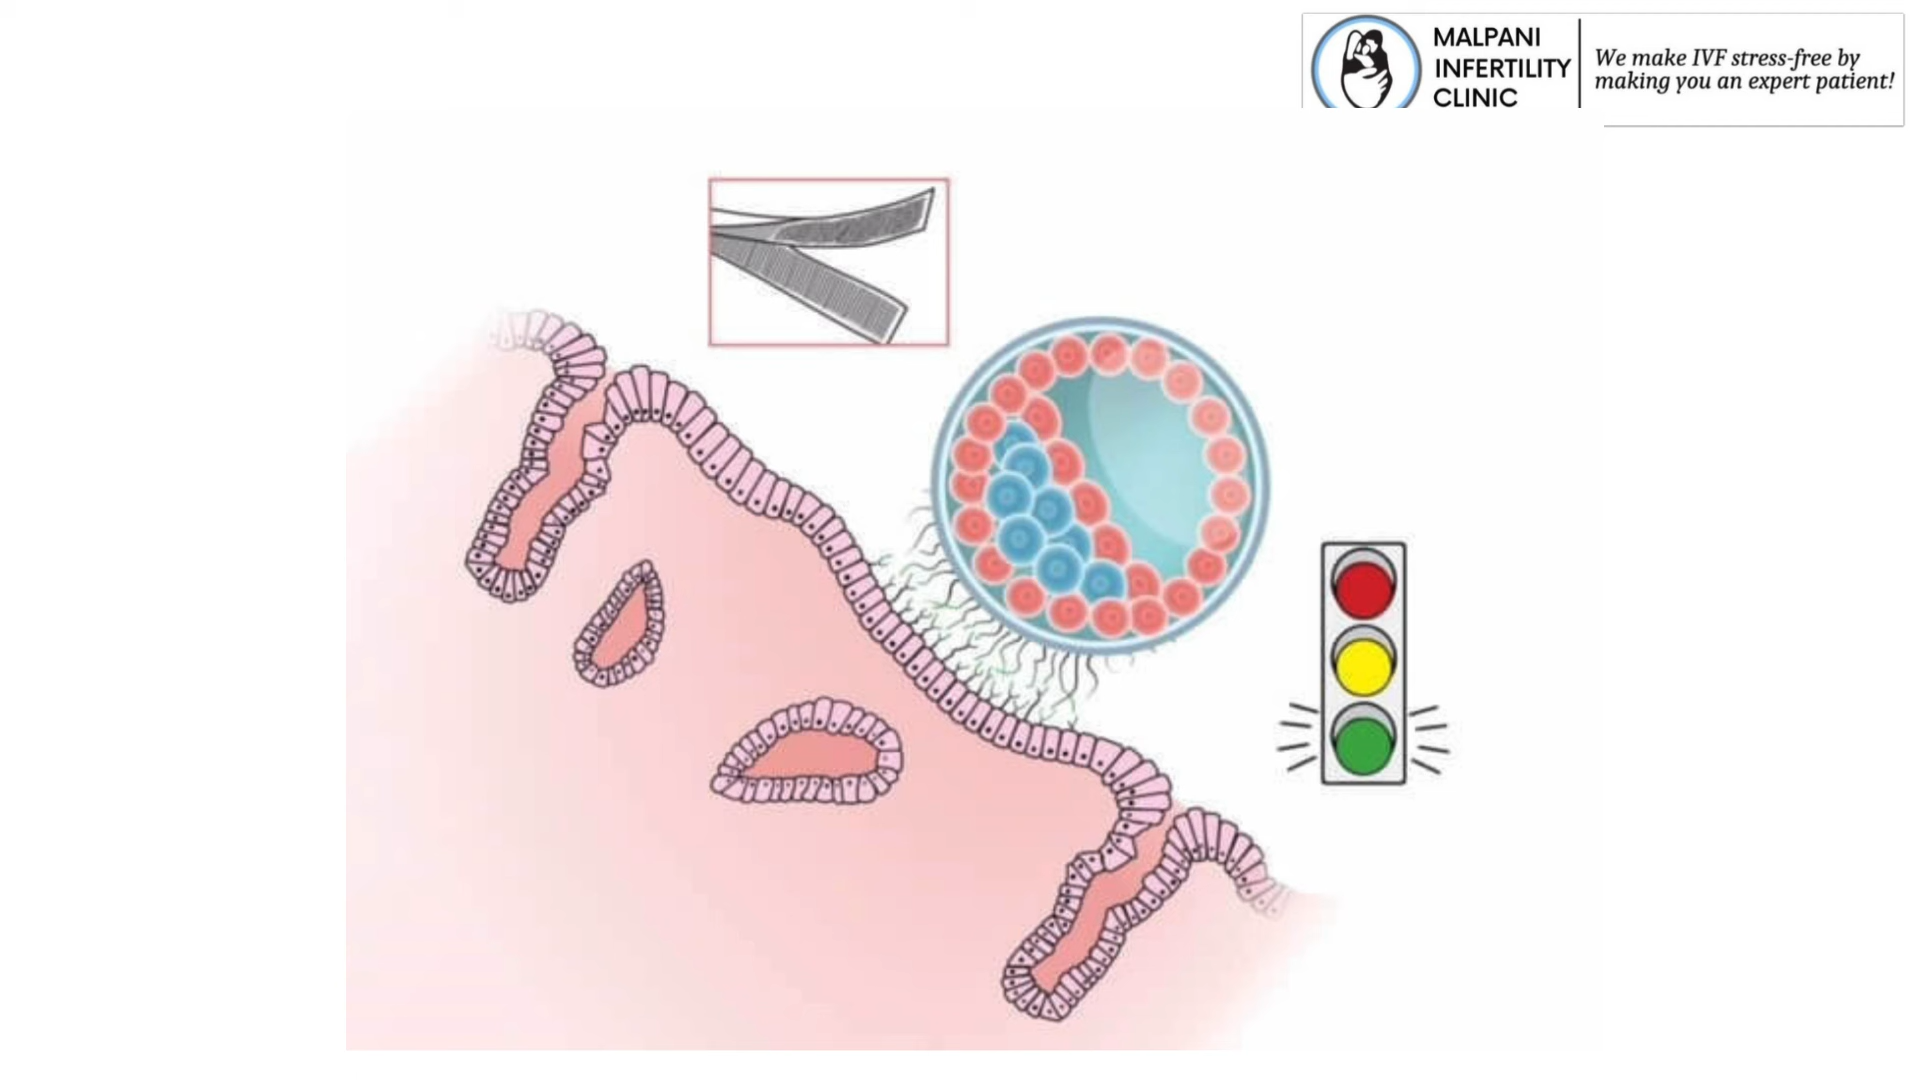 MALPANI
INFERTILITY
CLINIC
We make IVF stress-free by
making you an expert patient!